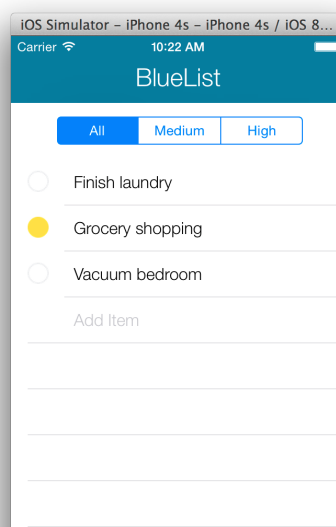 iOS Simulator – iPhone 4s – iPhone 4s / iOS 8...
Carrier 10:22 AM
BlueList
All Medium High
Finish laundry
Grocery shopping
Vacuum bedroom
Add Item